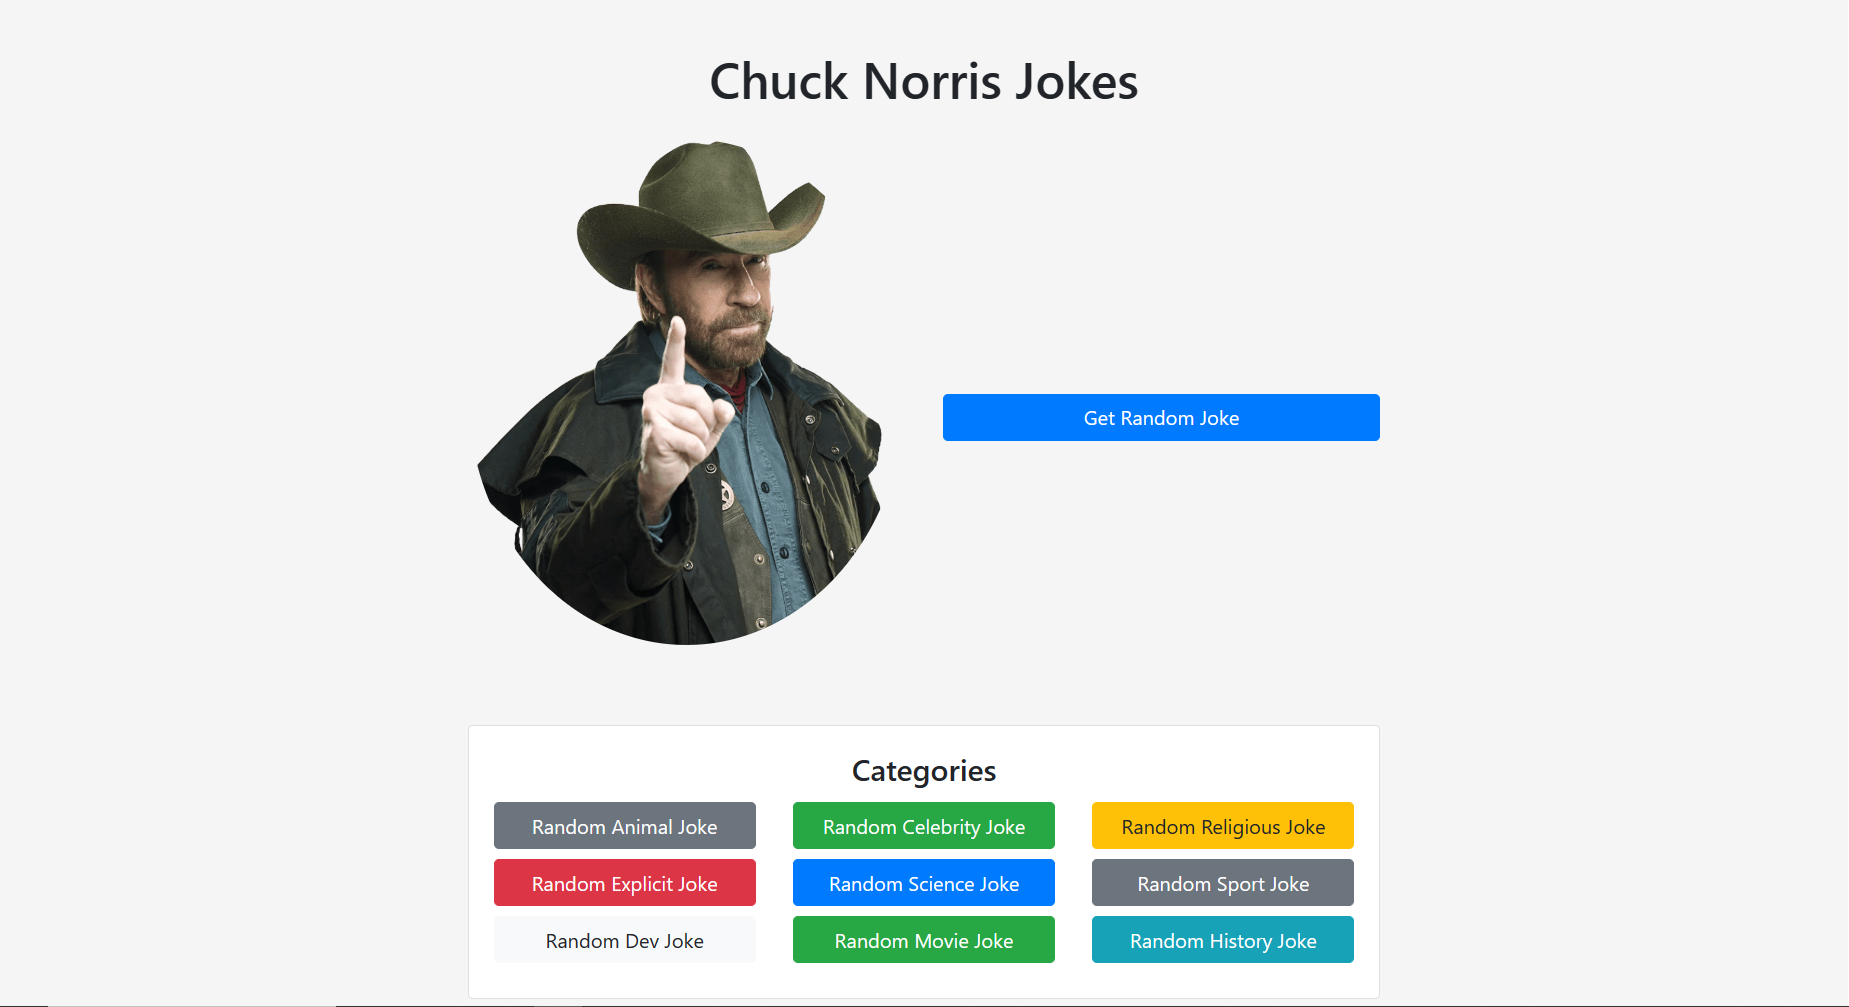 Chuck Norris Jokes
Get Random Joke
Categories
Random Animal Joke
Random Celebrity Joke
Random Religious Joke
Random Explicit Joke
Random Science Joke
Random Sport Joke
Random Dev Joke
Random Movie Joke
Random History Joke